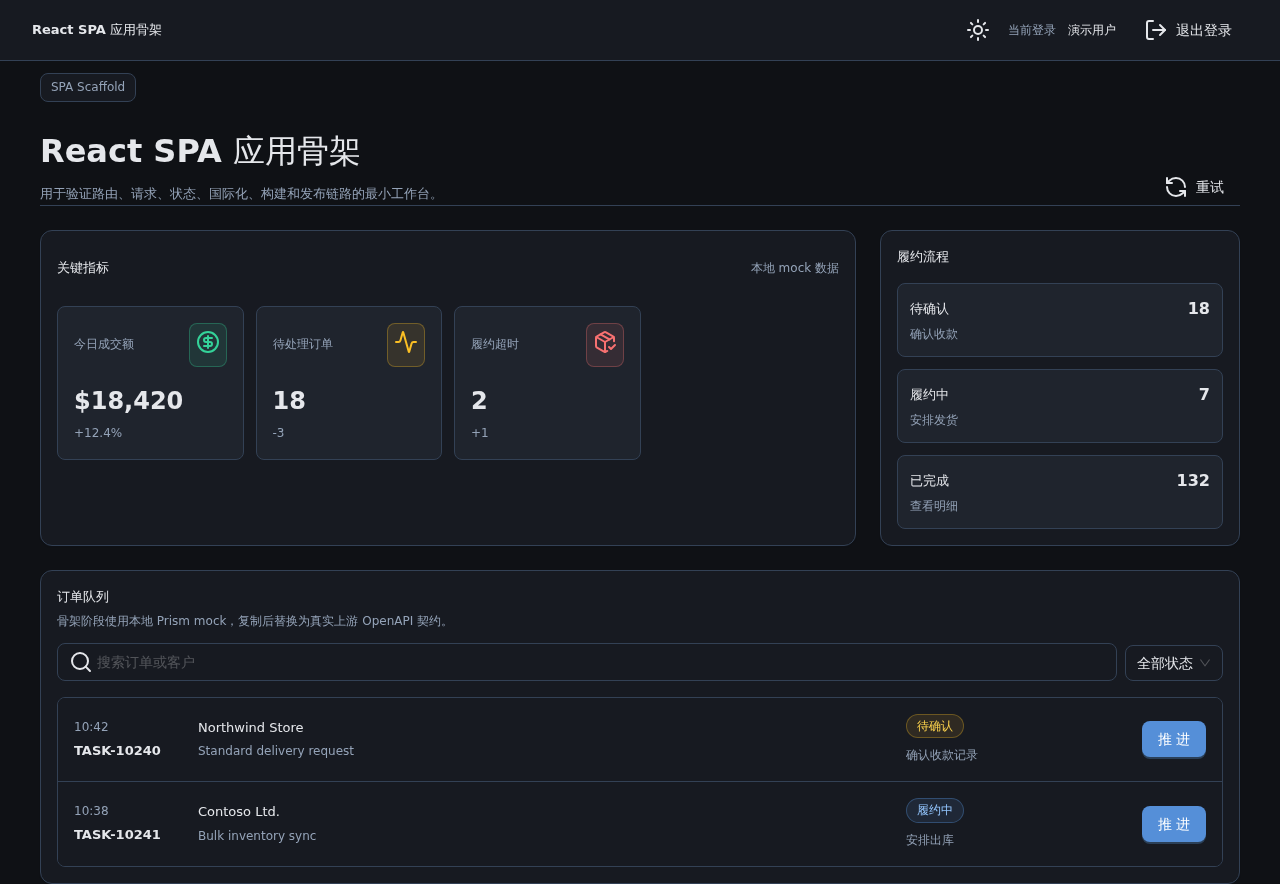 React SPA 应用骨架
当前登录 演示用户 退出登录
SPA Scaffold
React SPA 应用骨架
用于验证路由、请求、状态、国际化、构建和发布链路的最小工作台。
重试
关键指标
本地 mock 数据
今日成交额
$18,420
+12.4%
待处理订单
18
-3
履约超时
2
+1
履约流程
待确认 18
确认收款
履约中 7
安排发货
已完成 132
查看明细
订单队列
骨架阶段使用本地 Prism mock，复制后替换为真实上游 OpenAPI 契约。
搜索订单或客户
全部状态
10:42
TASK-10240
Northwind Store
Standard delivery request
待确认
确认收款记录
推 进
10:38
TASK-10241
Contoso Ltd.
Bulk inventory sync
履约中
安排出库
推 进